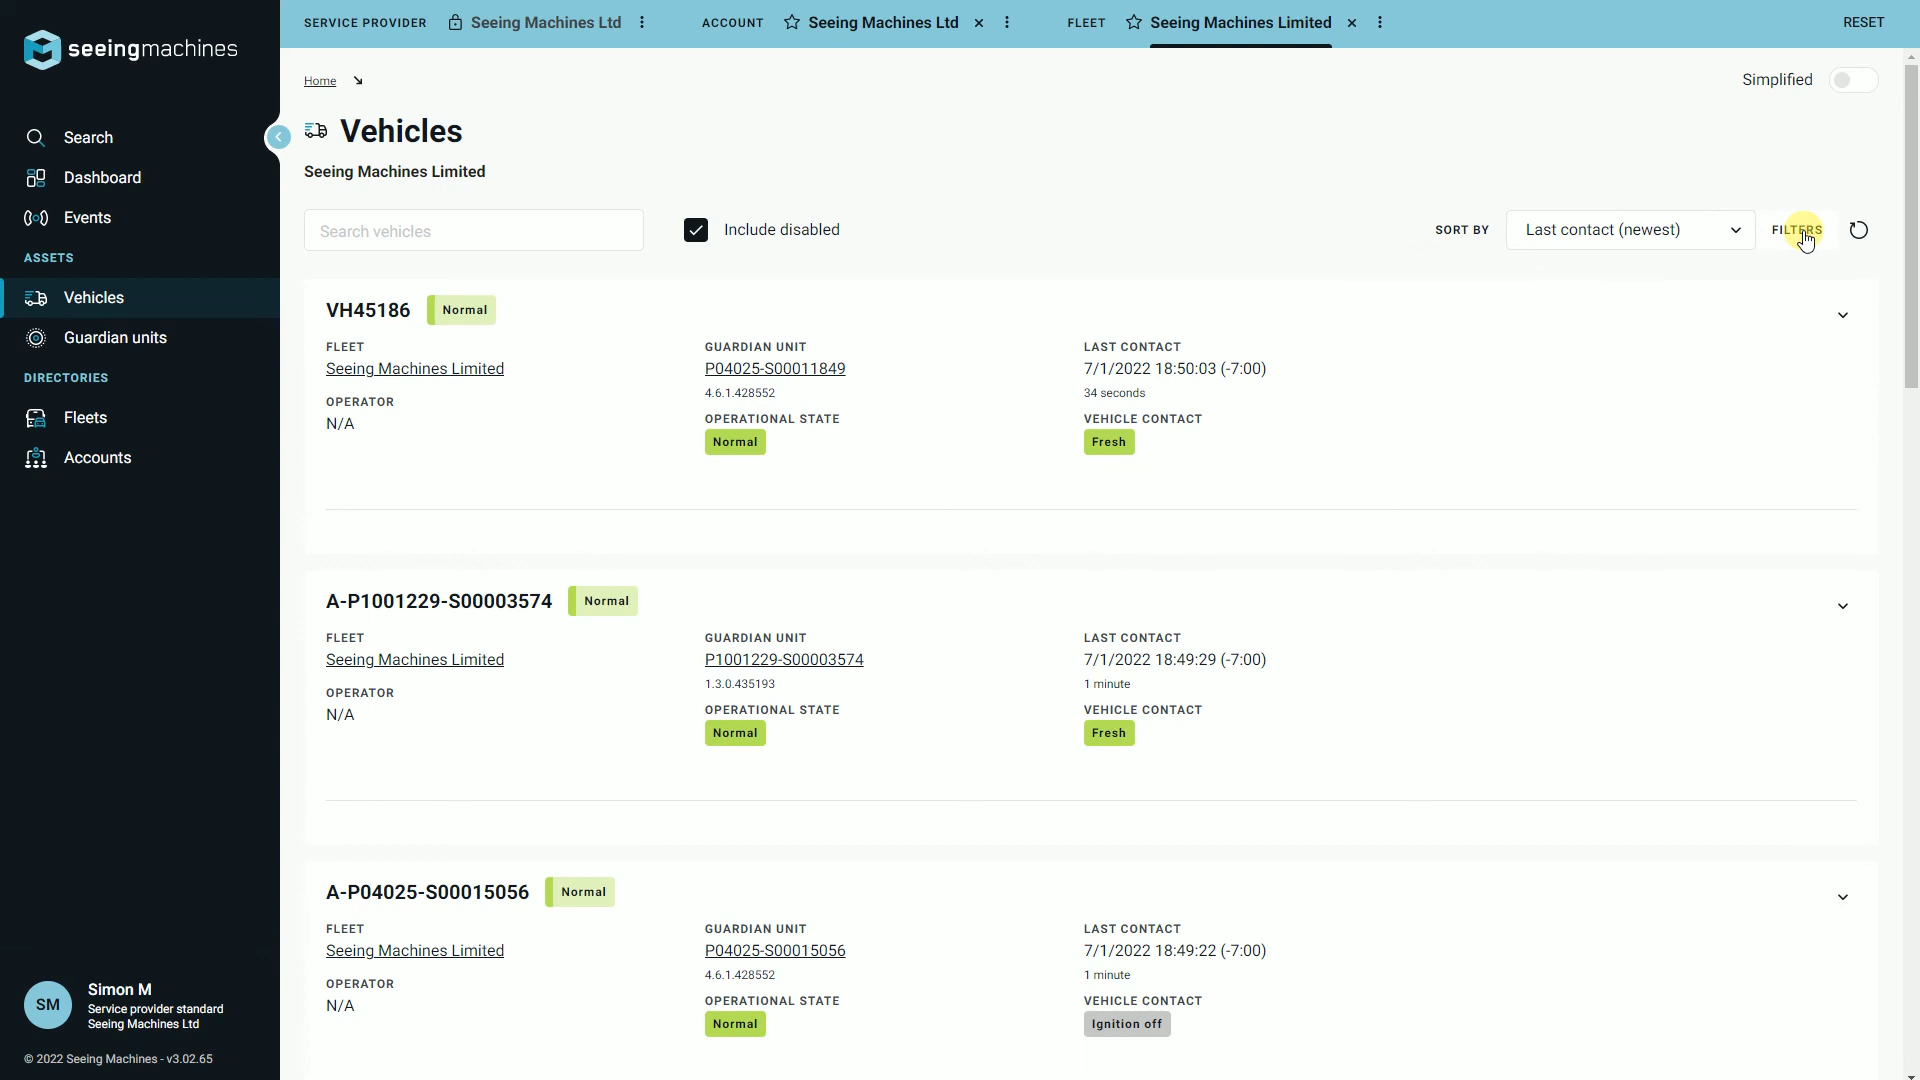 SERVICE PROVIDER Seeing Machines Ltd ACCOUNT Seeing Machines Ltd FLEET Seeing Machines Limited RESET
seeingmachines
Home
Simplified
Search
Dashboard
Events
ASSETS
Vehicles
Guardian units
DIRECTORIES
Fleets
Accounts
Vehicles
Seeing Machines Limited
Search vehicles
Include disabled
SORT BY Last contact (newest) FILTERS
VH45186 Normal
FLEET GUARDIAN UNIT LAST CONTACT
Seeing Machines Limited P04025-S00011849 7/1/2022 18:50:03 (-7:00)
4.6.1.428552 34 seconds
OPERATOR
N/A
OPERATIONAL STATE VEHICLE CONTACT
Normal Fresh
A-P1001229-S00003574 Normal
FLEET GUARDIAN UNIT LAST CONTACT
Seeing Machines Limited P1001229-S00003574 7/1/2022 18:49:29 (-7:00)
1.3.0.435193 1 minute
OPERATOR
N/A
OPERATIONAL STATE VEHICLE CONTACT
Normal Fresh
A-P04025-S00015056 Normal
FLEET GUARDIAN UNIT LAST CONTACT
Seeing Machines Limited P04025-S00015056 7/1/2022 18:49:22 (-7:00)
4.6.1.428552 1 minute
OPERATOR
N/A
OPERATIONAL STATE VEHICLE CONTACT
Normal Ignition off
SM Simon M
Service provider standard
Seeing Machines Ltd
© 2022 Seeing Machines - v3.02.65